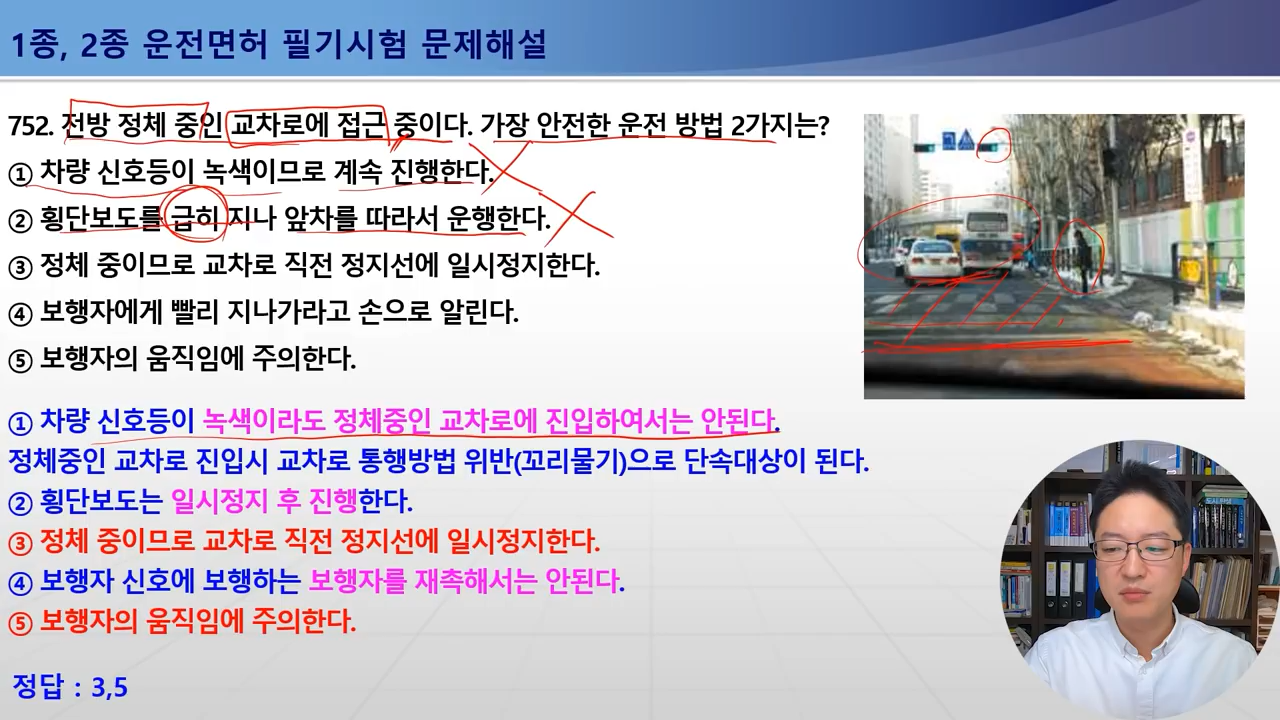 1종, 2종 운전면허 필기시험 문제해설
752. 전방 정체 중인 교차로에 접근 중이다. 가장 안전한 운전 방법 2가지는?
① 차량 신호등이 녹색이므로 계속 진행한다.
② 횡단보도를 급히 지나 앞차를 따라서 운행한다.
③ 정체 중이므로 교차로 직전 정지선에 일시정지한다.
④ 보행자에게 빨리 지나가라고 손으로 알린다.
⑤ 보행자의 움직임에 주의한다.
① 차량 신호등이 녹색이라도 정체중인 교차로에 진입하여서는 안된다.
정체중인 교차로 진입시 교차로 통행방법 위반(꼬리물기)으로 단속대상이 된다.
② 횡단보도는 일시정지 후 진행한다.
③ 정체 중이므로 교차로 직전 정지선에 일시정지한다.
④ 보행자 신호에 보행하는 보행자를 재촉해서는 안된다.
⑤ 보행자의 움직임에 주의한다.
정답 : 3,5